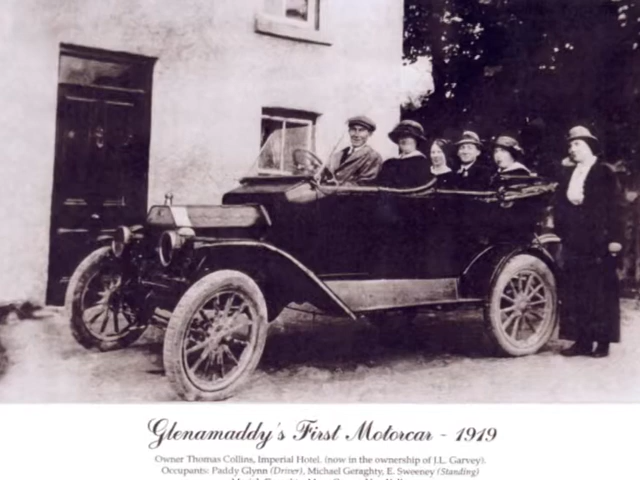 Glenamaddy's First Motorcar - 1919
Owner Thomas Collins, Imperial Hotel. (now in the ownership of J.L. Garvey).
Occupants: Paddy Glynn (Driver), Michael Geraghty, E. Sweeney (Standing)